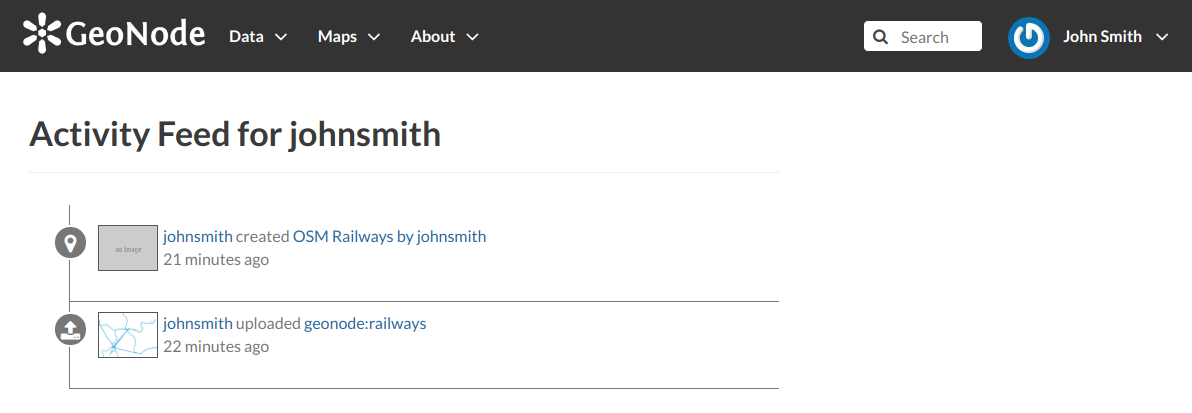 GeoNode Data Maps About Search John Smith
Activity Feed for johnsmith
no image
johnsmith created OSM Railways by johnsmith
21 minutes ago
johnsmith uploaded geonode:railways
22 minutes ago